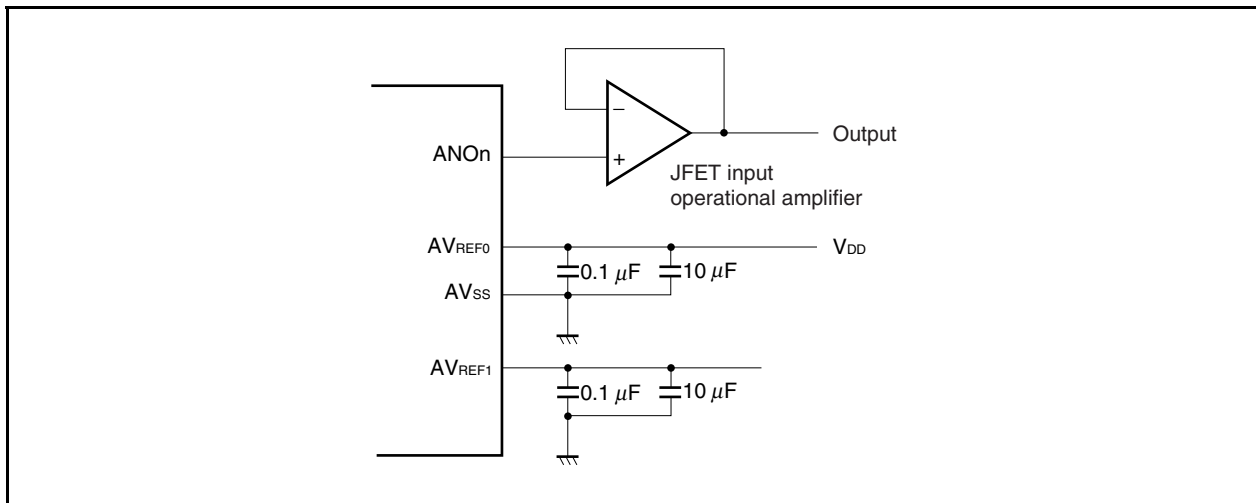 −
ANOn
+
Output
JFET input
operational amplifier
AVREF0
VDD
0.1 μF
10 μF
AVSS
AVREF1
0.1 μF
10 μF